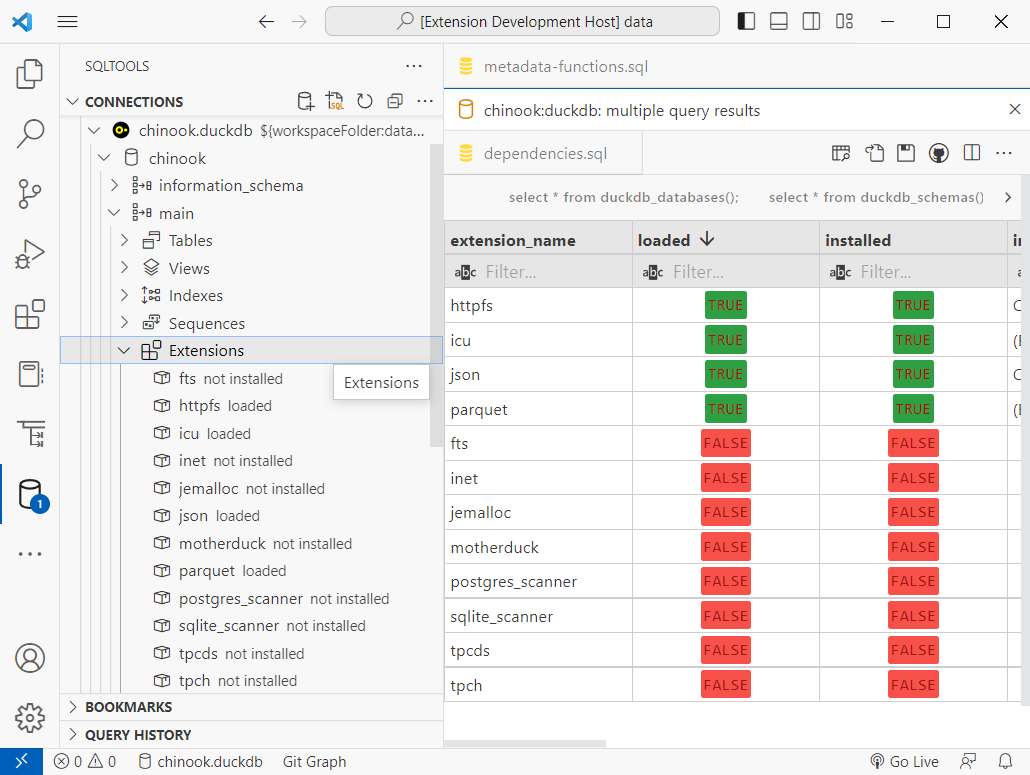 [Extension Development Host] data
SQLTOOLS
CONNECTIONS
SQL
chinook.duckdb ${workspaceFolder:data...
chinook
information_schema
main
Tables
Views
Indexes
Sequences
Extensions
fts not installed
Extensions
httpfs loaded
icu loaded
inet not installed
jemalloc not installed
json loaded
motherduck not installed
parquet loaded
postgres_scanner not installed
sqlite_scanner not installed
tpcds not installed
tpch not installed
BOOKMARKS
QUERY HISTORY
1
metadata-functions.sql
chinook:duckdb: multiple query results
dependencies.sql
select * from duckdb_databases(); select * from duckdb_schemas()
extension_name loaded installed
abc Filter... abc Filter... abc Filter...
httpfs TRUE TRUE
icu TRUE TRUE
json TRUE TRUE
parquet TRUE TRUE
fts FALSE FALSE
inet FALSE FALSE
jemalloc FALSE FALSE
motherduck FALSE FALSE
postgres_scanner FALSE FALSE
sqlite_scanner FALSE FALSE
tpcds FALSE FALSE
tpch FALSE FALSE
0 0 chinook.duckdb Git Graph Go Live